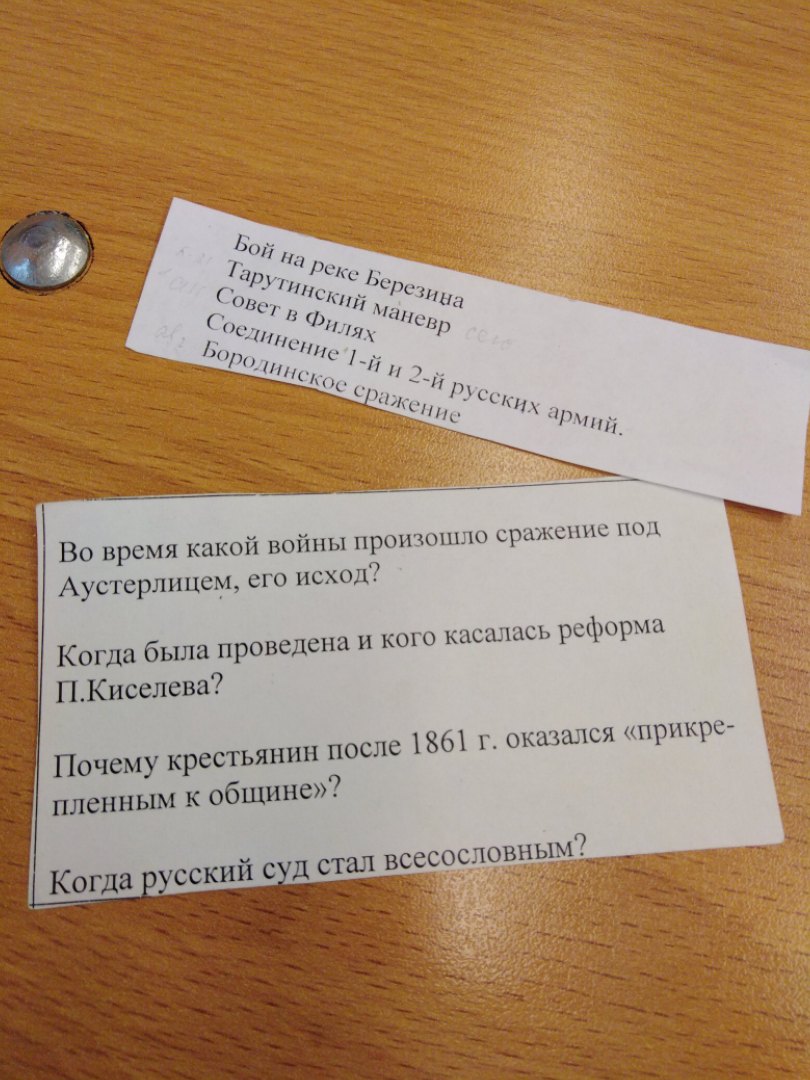 Бой на реке Березина
Тарутинский маневр
Совет в Филях
Соединение 1-й и 2-й русских армий.
Бородинское сражение
Во время какой войны произошло сражение под
Аустерлицем, его исход?
Когда была проведена и кого касалась реформа
П.Киселева?
Почему крестьянин после 1861 г. оказался «прикре-
пленным к общине»?
Когда русский суд стал всесословным?